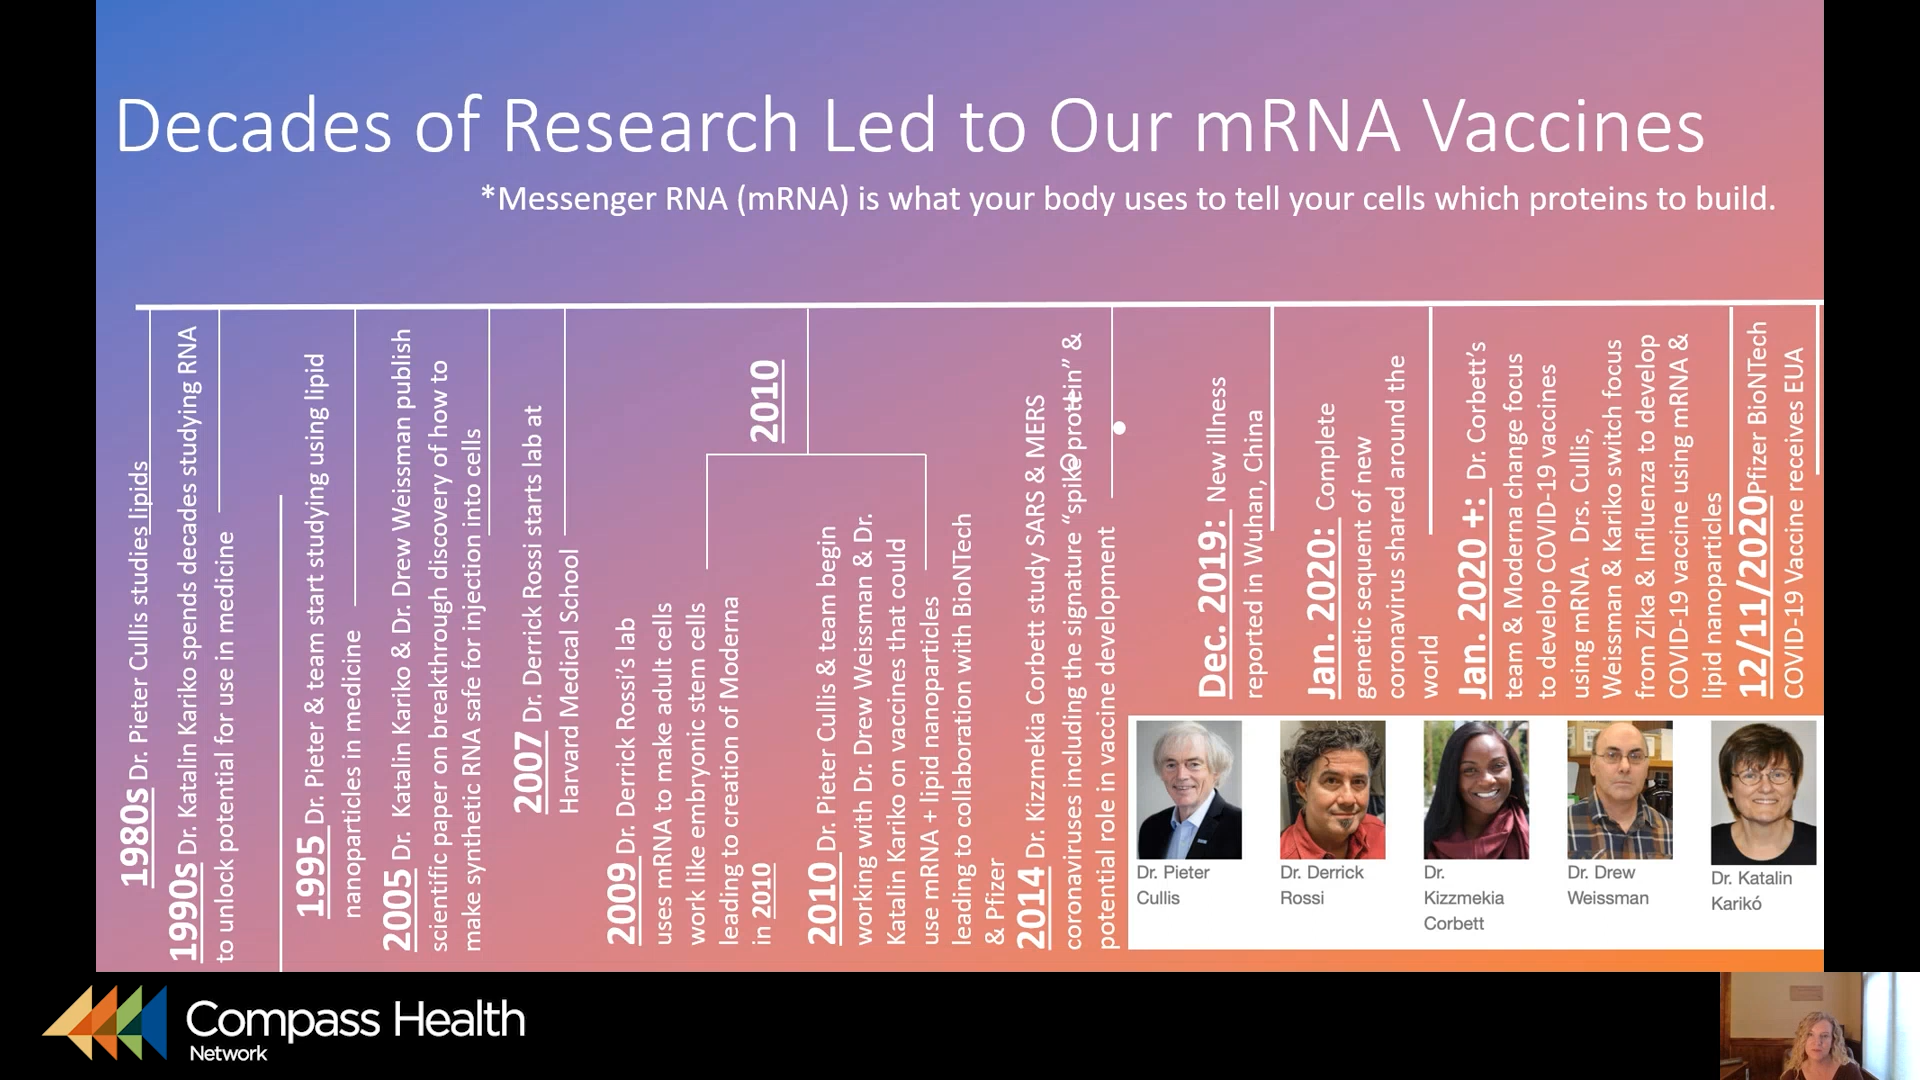 Decades of Research Led to Our mRNA Vaccines
*Messenger RNA (mRNA) is what your body uses to tell your cells which proteins to build.
1980s Dr. Pieter Cullis studies lipids
1990s Dr. Katalin Kariko spends decades studying RNA
to unlock potential for use in medicine
1995 Dr. Pieter & team start studying using lipid
nanoparticles in medicine
2005 Dr. Katalin Kariko & Dr. Drew Weissman publish
scientific paper on breakthrough discovery of how to
make synthetic RNA safe for injection into cells
2007 Dr. Derrick Rossi starts lab at
Harvard Medical School
2010
2009 Dr. Derrick Rossi's lab
uses mRNA to make adult cells
work like embryonic stem cells
leading to creation of Moderna
in 2010
2010 Dr. Pieter Cullis & team begin
working with Dr. Drew Weissman & Dr.
Katalin Kariko on vaccines that could
use mRNA + lipid nanoparticles
leading to collaboration with BioNTech
& Pfizer
2014 Dr. Kizzmekia Corbett study SARS & MERS
coronaviruses including the signature "spike protein" &
potential role in vaccine development
Dec. 2019: New illness
reported in Wuhan, China
Jan. 2020: Complete
genetic sequent of new
coronavirus shared around the
world
Jan. 2020 +: Dr. Corbett's
team & Moderna change focus
to develop COVID-19 vaccines
using mRNA. Drs. Cullis,
Weissman & Kariko switch focus
from Zika & Influenza to develop
COVID-19 vaccine using mRNA &
lipid nanoparticles
12/11/2020 Pfizer BioNTech
COVID-19 Vaccine receives EUA
Dr. Pieter
Cullis
Dr. Derrick
Rossi
Dr.
Kizzmekia
Corbett
Dr. Drew
Weissman
Dr. Katalin
Karikó
Compass Health
Network